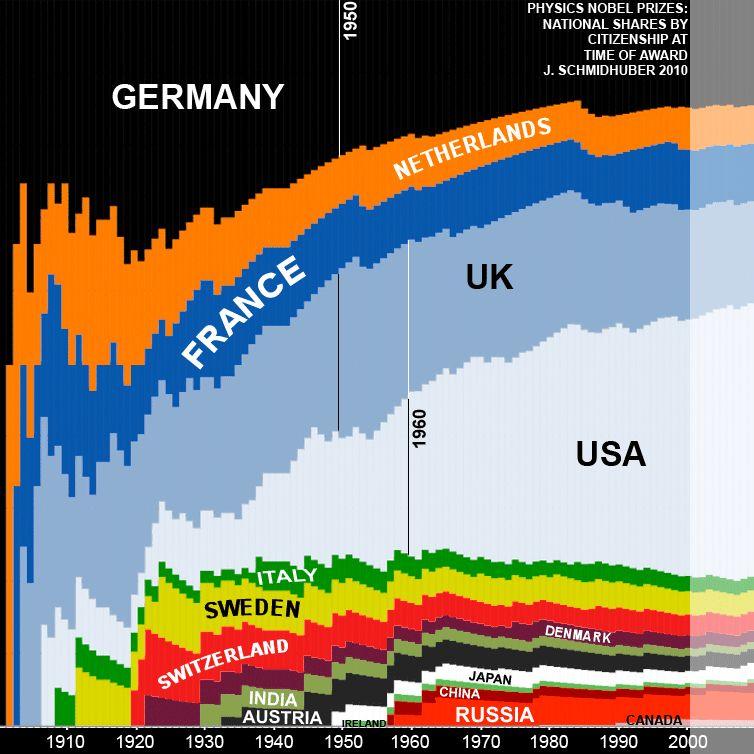 1950
PHYSICS NOBEL PRIZES:
NATIONAL SHARES BY
CITIZENSHIP AT
TIME OF AWARD
J. SCHMIDHUBER 2010
GERMANY
NETHERLANDS
FRANCE
UK
1960
USA
ITALY
SWEDEN
SWITZERLAND
DENMARK
INDIA
JAPAN
CHINA
AUSTRIA
IRELAND
RUSSIA
CANADA
1910 1920 1930 1940 1950 1960 1970 1980 1990 2000